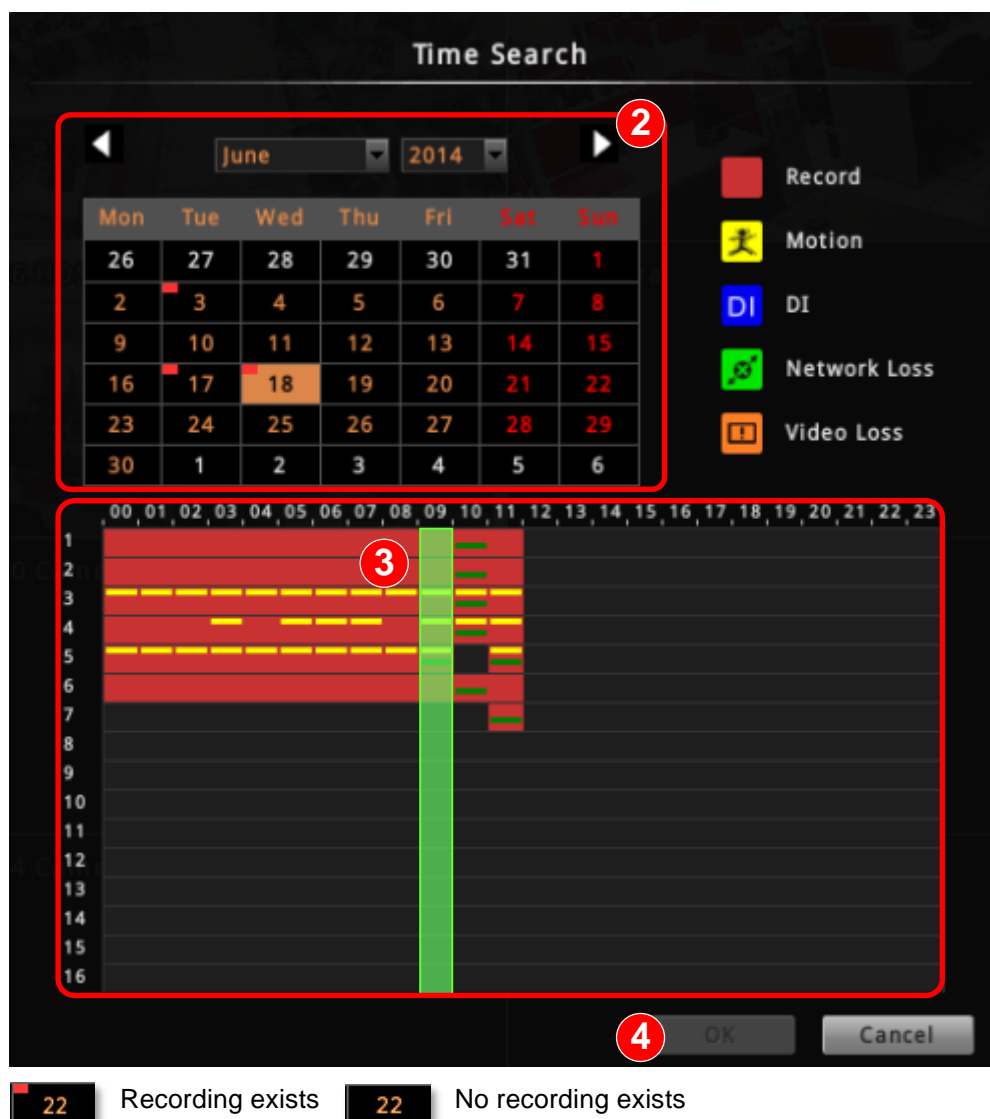 Time Search
2
June 2014
Record
Mon Tue Wed Thu Fri Sat Sun
Motion
26 27 28 29 30 31 1
2 3 4 5 6 7 8
DI DI
9 10 11 12 13 14 15
16 17 18 19 20 21 22
Network Loss
23 24 25 26 27 28 29
Video Loss
30 1 2 3 4 5 6
00 01 02 03 04 05 06 07 08 09 10 11 12 13 14 15 16 17 18 19 20 21 22 23
1
3
2
3
4
5
6
7
8
9
10
11
12
13
14
15
16
4 OK Cancel
22 Recording exists 22 No recording exists